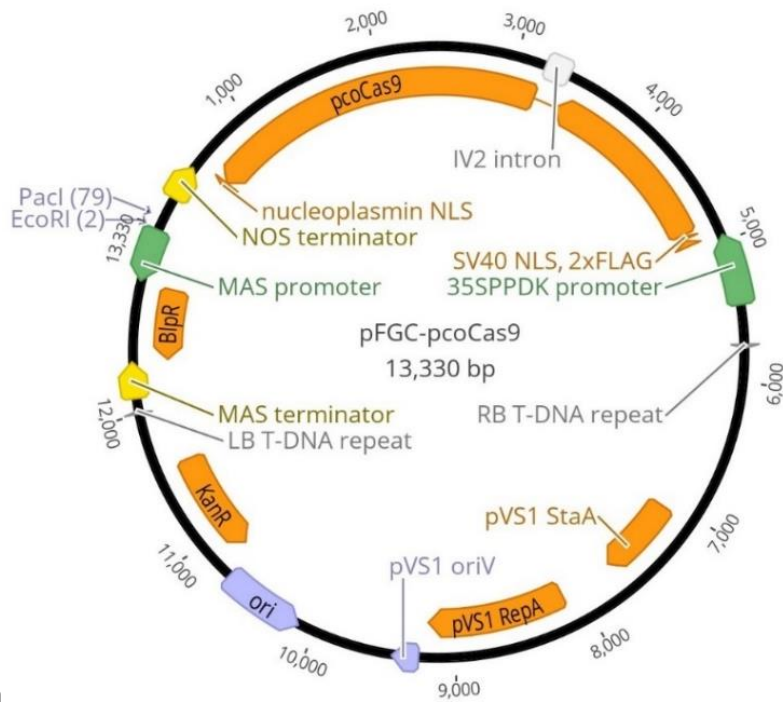 2,000
3,000
pcoCas9
1,000
4,000
IV2 intron
PacI (79)
EcoRI (2)
nucleoplasmin NLS
NOS terminator
13,330
5,000
SV40 NLS, 2xFLAG
MAS promoter
35SPPDK promoter
BlpR
pFGC-pcoCas9
13,330 bp
6,000
MAS terminator
RB T-DNA repeat
12,000
LB T-DNA repeat
KanR
pVS1 StaA
7,000
11,000
pVS1 oriV
ori
pVS1 RepA
8,000
10,000
9,000